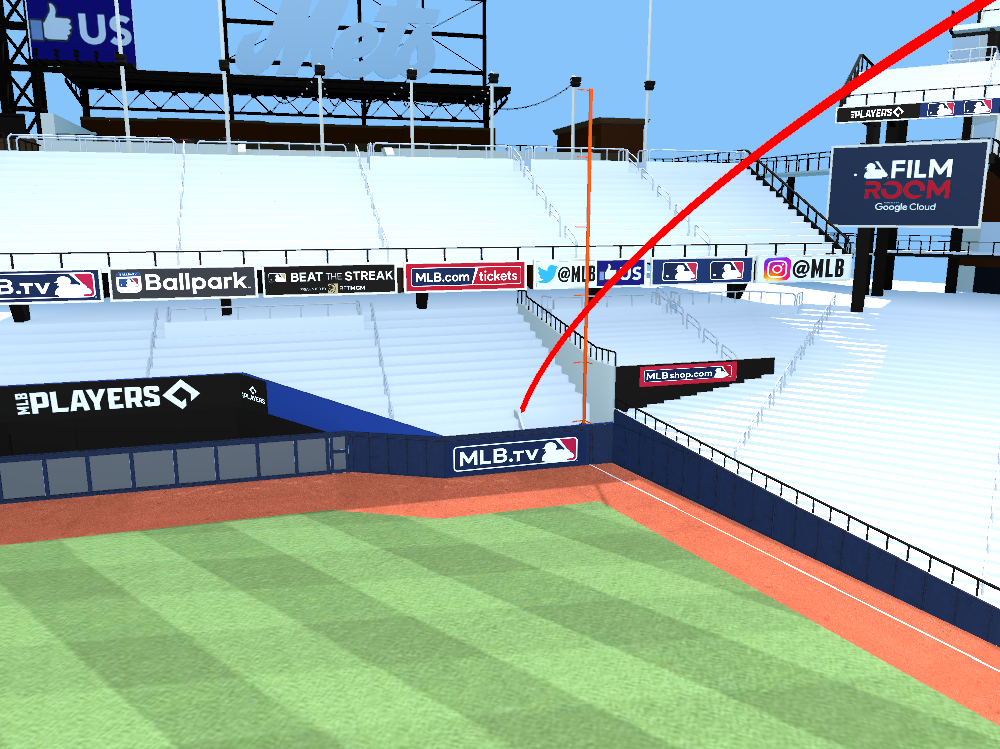 US
Mets
PLAYERS
FILM
ROOM
Google Cloud
B.TV
Ballpark.
BEAT THE STREAK
BETMGM
MLB.com/tickets
@MLB
US
@MLB
MLBshop.com
MLB PLAYERS
PLAYERS
MLB.TV